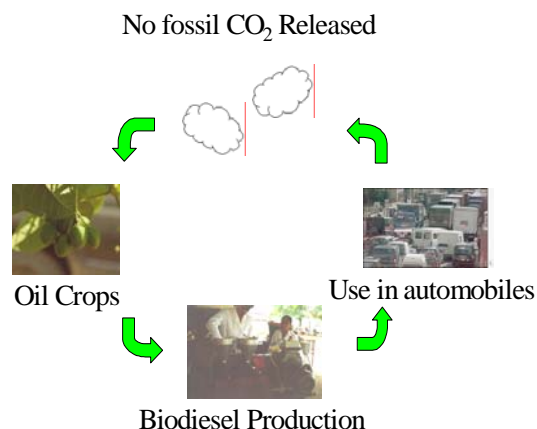 No fossil CO₂ Released
Oil Crops
Use in automobiles
Biodiesel Production